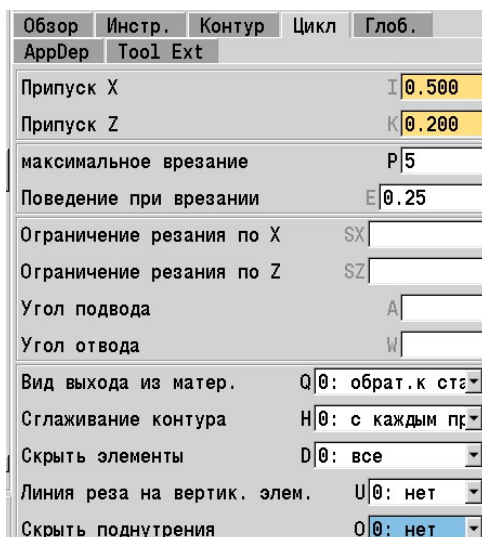 Обзор Инстр. Контур Цикл Глоб.
AppDep Tool Ext
Припуск X I 0.500
Припуск Z K 0.200
максимальное врезание P 5
Поведение при врезании E 0.25
Ограничение резания по X SX
Ограничение резания по Z SZ
Угол подвода A
Угол отвода W
Вид выхода из матер. Q 0: обрат.к ста
Сглаживание контура H 0: с каждым пр
Скрыть элементы D 0: все
Линия реза на вертик. элем. U 0: нет
Скрыть поднутрения O 0: нет